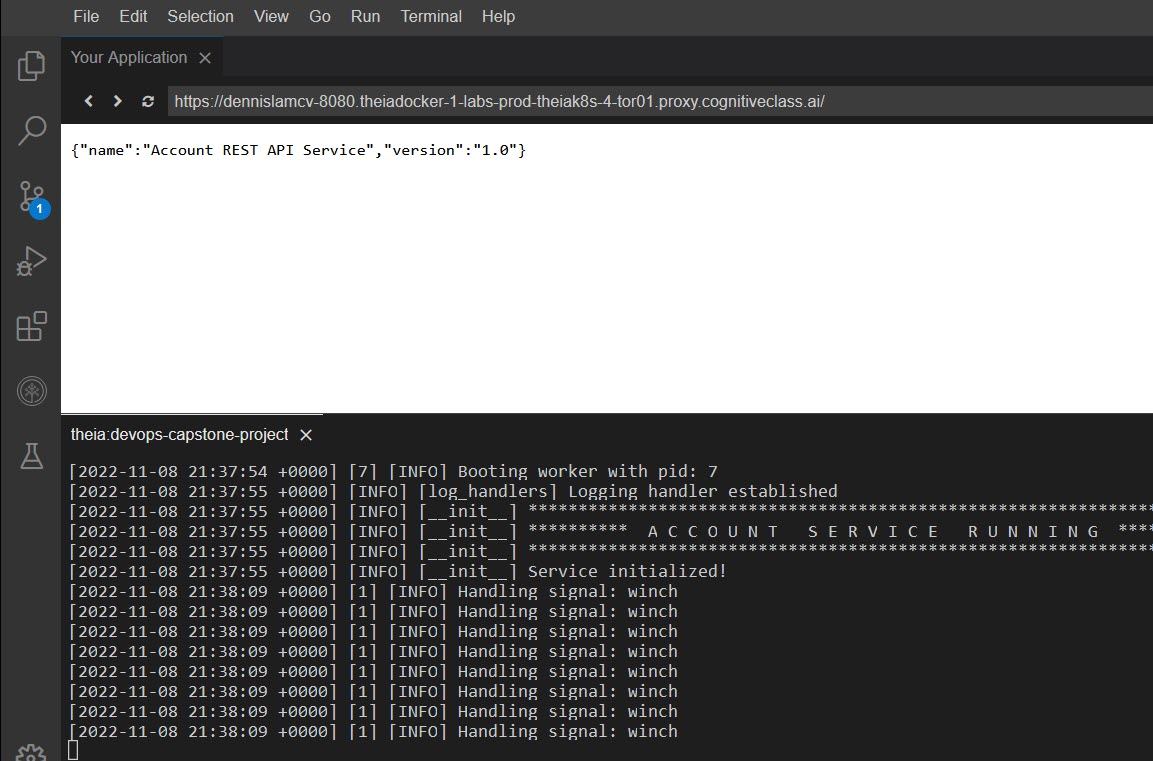 File Edit Selection View Go Run Terminal Help
Your Application
https://dennislamcv-8080.theiadocker-1-labs-prod-theiak8s-4-tor01.proxy.cognitiveclass.ai/
{"name":"Account REST API Service","version":"1.0"}
1
theia:devops-capstone-project
[2022-11-08 21:37:54 +0000] [7] [INFO] Booting worker with pid: 7
[2022-11-08 21:37:55 +0000] [INFO] [log_handlers] Logging handler established
[2022-11-08 21:37:55 +0000] [INFO] [__init__] ***************************************************************
[2022-11-08 21:37:55 +0000] [INFO] [__init__] ********** A C C O U N T   S E R V I C E   R U N N I N G ****
[2022-11-08 21:37:55 +0000] [INFO] [__init__] ***************************************************************
[2022-11-08 21:37:55 +0000] [INFO] [__init__] Service initialized!
[2022-11-08 21:38:09 +0000] [1] [INFO] Handling signal: winch
[2022-11-08 21:38:09 +0000] [1] [INFO] Handling signal: winch
[2022-11-08 21:38:09 +0000] [1] [INFO] Handling signal: winch
[2022-11-08 21:38:09 +0000] [1] [INFO] Handling signal: winch
[2022-11-08 21:38:09 +0000] [1] [INFO] Handling signal: winch
[2022-11-08 21:38:09 +0000] [1] [INFO] Handling signal: winch
[2022-11-08 21:38:09 +0000] [1] [INFO] Handling signal: winch
[2022-11-08 21:38:09 +0000] [1] [INFO] Handling signal: winch